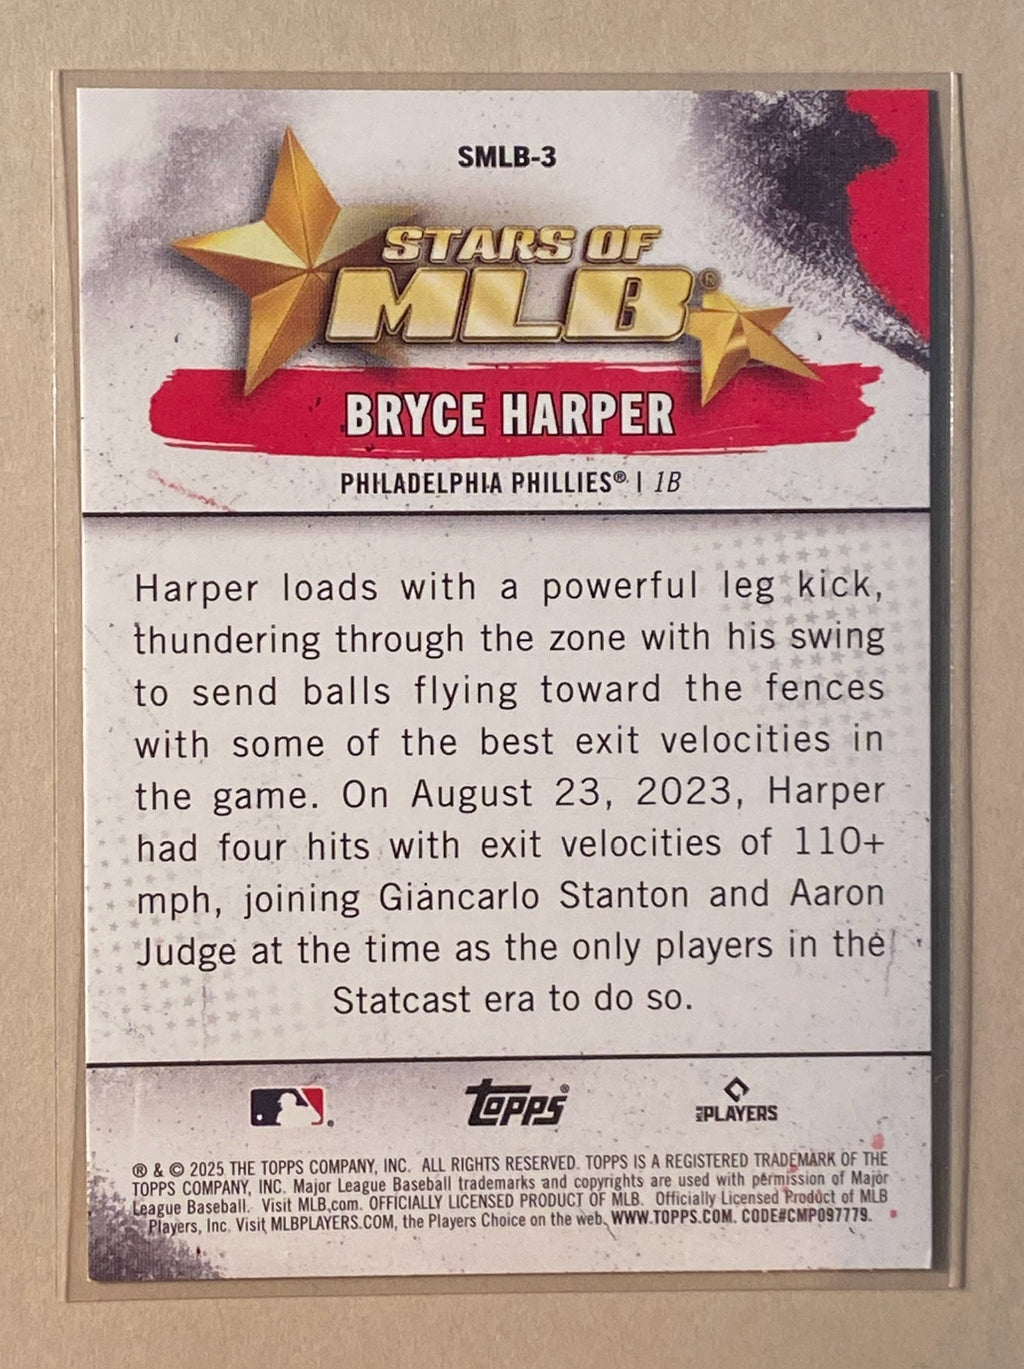 SMLB-3
STARS OF
MLB®
BRYCE HARPER
PHILADELPHIA PHILLIES® | 1B
Harper loads with a powerful leg kick,
thundering through the zone with his swing
to send balls flying toward the fences
with some of the best exit velocities in
the game. On August 23, 2023, Harper
had four hits with exit velocities of 110+
mph, joining Giancarlo Stanton and Aaron
Judge at the time as the only players in the
Statcast era to do so.
Topps® PLAYERS
® & © 2025 THE TOPPS COMPANY, INC. ALL RIGHTS RESERVED. TOPPS IS A REGISTERED TRADEMARK OF THE
TOPPS COMPANY, INC. Major League Baseball trademarks and copyrights are used with permission of Major
League Baseball. Visit MLB.com. OFFICIALLY LICENSED PRODUCT OF MLB. Officially Licensed Product of MLB
Players, Inc. Visit MLBPLAYERS.COM, the Players Choice on the web. WWW.TOPPS.COM. CODE#CMP097779.